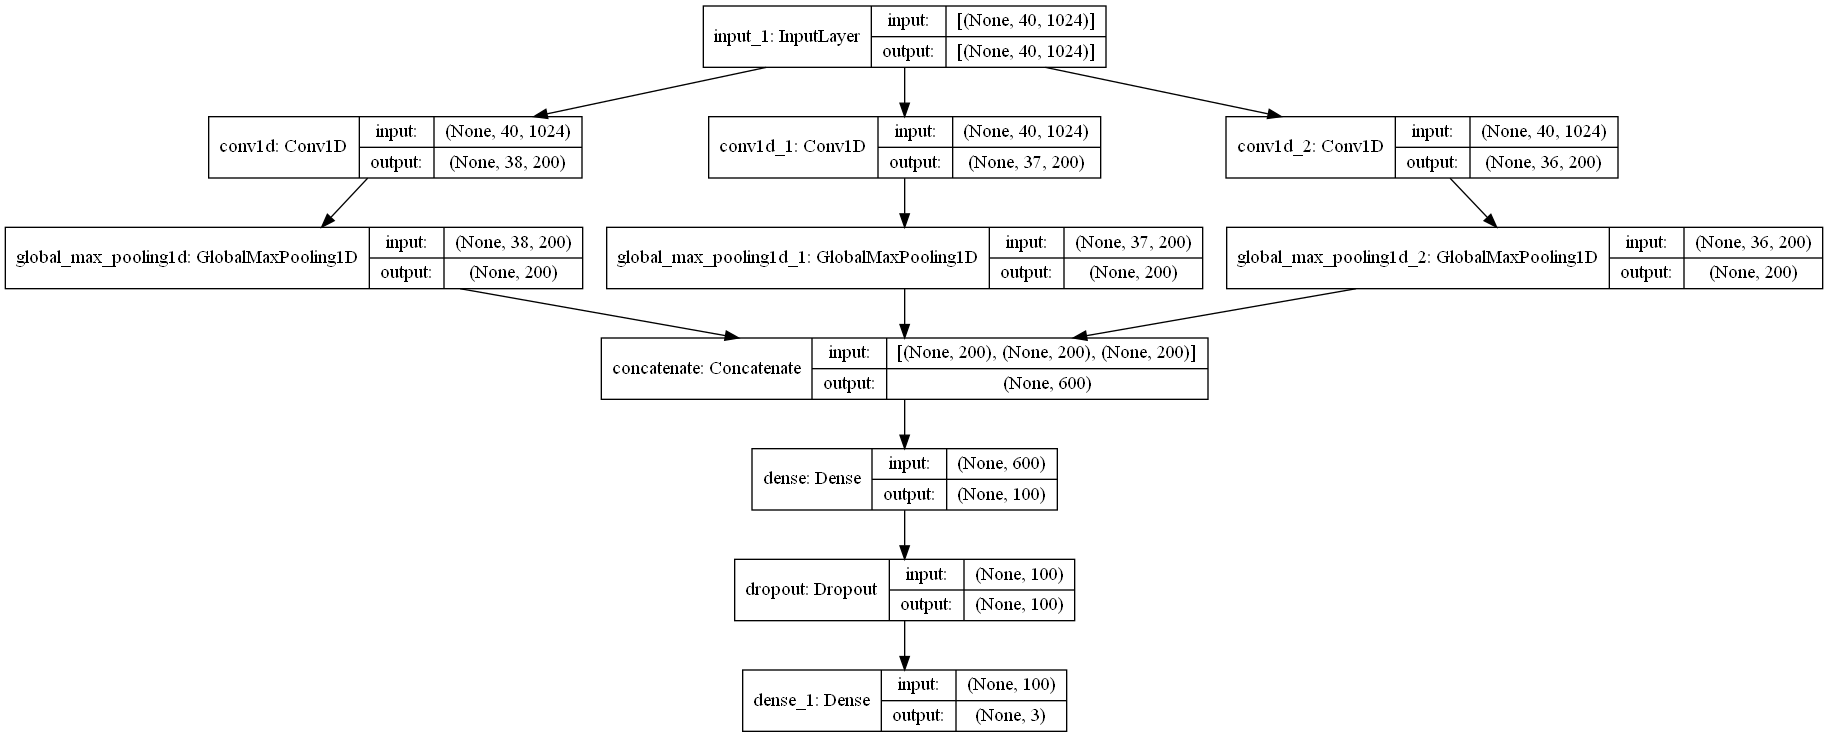 input_1: InputLayer
input: [(None, 40, 1024)]
output: [(None, 40, 1024)]
conv1d: Conv1D
input: (None, 40, 1024)
output: (None, 38, 200)
conv1d_1: Conv1D
input: (None, 40, 1024)
output: (None, 37, 200)
conv1d_2: Conv1D
input: (None, 40, 1024)
output: (None, 36, 200)
global_max_pooling1d: GlobalMaxPooling1D
input: (None, 38, 200)
output: (None, 200)
global_max_pooling1d_1: GlobalMaxPooling1D
input: (None, 37, 200)
output: (None, 200)
global_max_pooling1d_2: GlobalMaxPooling1D
input: (None, 36, 200)
output: (None, 200)
concatenate: Concatenate
input: [(None, 200), (None, 200), (None, 200)]
output: (None, 600)
dense: Dense
input: (None, 600)
output: (None, 100)
dropout: Dropout
input: (None, 100)
output: (None, 100)
dense_1: Dense
input: (None, 100)
output: (None, 3)